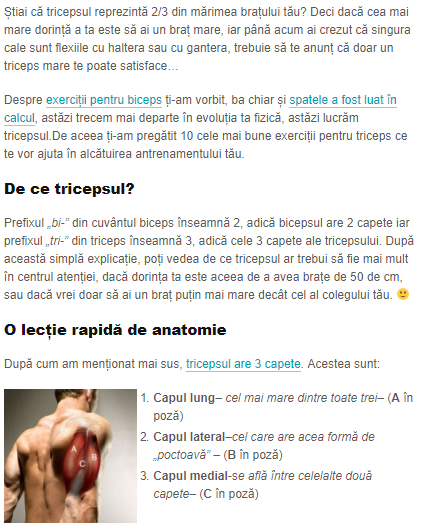 Știai că tricepsul reprezintă 2/3 din mărimea brațului tău? Deci dacă cea mai
mare dorință a ta este să ai un braț mare, iar până acum ai crezut că singura
cale sunt flexiile cu haltera sau cu gantera, trebuie să te anunț că doar un
triceps mare te poate satisface…
Despre exerciții pentru biceps ți-am vorbit, ba chiar și spatele a fost luat în
calcul, astăzi trecem mai departe în evoluția ta fizică, astăzi lucrăm
tricepsul.De aceea ți-am pregătit 10 cele mai bune exerciții pentru triceps ce
te vor ajuta în alcătuirea antrenamentului tău.
De ce tricepsul?
Prefixul „bi-” din cuvântul biceps înseamnă 2, adică bicepsul are 2 capete iar
prefixul „tri-” din triceps înseamnă 3, adică cele 3 capete ale tricepsului. După
această simplă explicație, poți vedea de ce tricepsul ar trebui să fie mai mult
în centrul atenției, dacă dorința ta este aceea de a avea brațe de 50 de cm,
sau dacă vrei doar să ai un braț puțin mai mare decât cel al colegului tău. 🙂
O lecție rapidă de anatomie
După cum am menționat mai sus, tricepsul are 3 capete. Acestea sunt:
1. Capul lung– cel mai mare dintre toate trei– (A în
poză)
2. Capul lateral–cel care are acea formă de
„poctoavă” – (B în poză)
3. Capul medial-se află între celelalte două
capete– (C în poză)
A
C
B